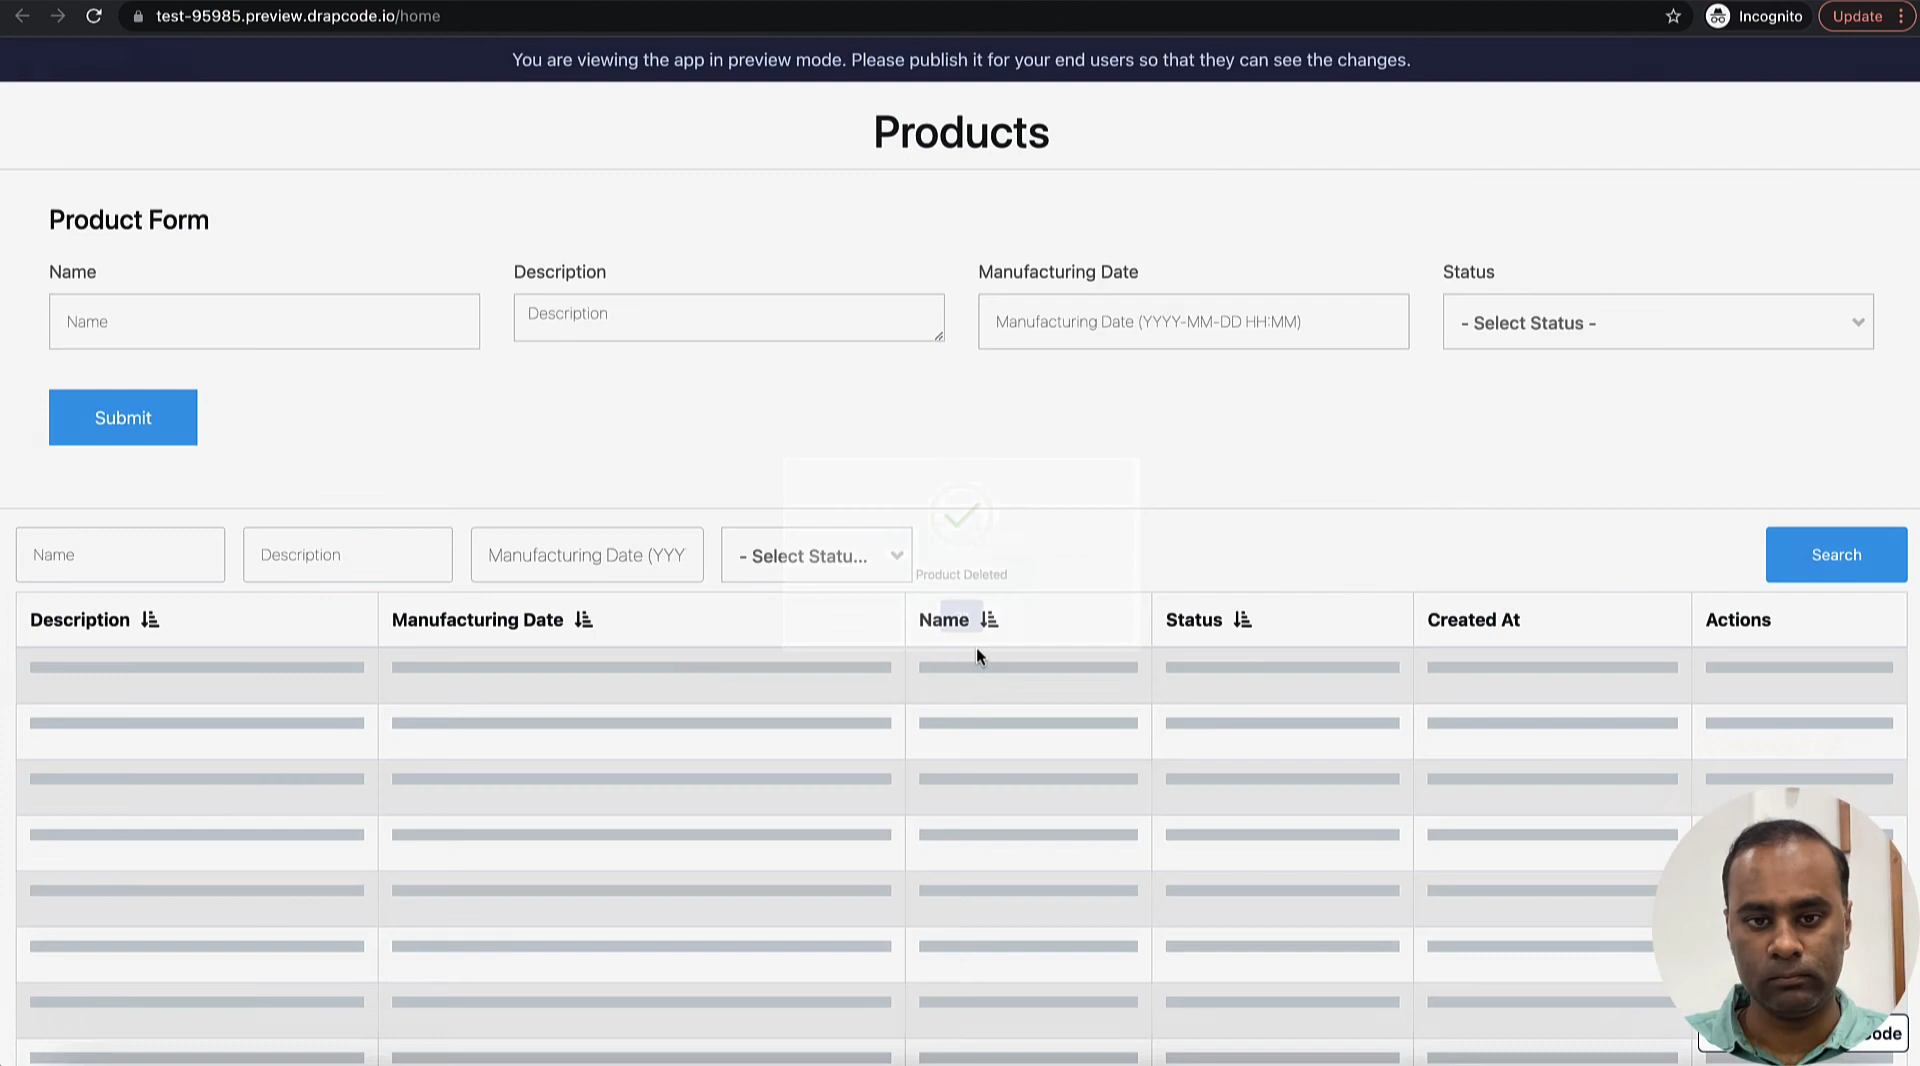 test-95985.preview.drapcode.io/home
Incognito
Update
You are viewing the app in preview mode. Please publish it for your end users so that they can see the changes.
Products
Product Form
Name
Description
Manufacturing Date
Status
Name
Description
Manufacturing Date (YYYY-MM-DD HH:MM)
- Select Status -
Submit
Name
Description
Manufacturing Date (YYY
- Select Statu...
Product Deleted
Search
Description
Manufacturing Date
Name
Status
Created At
Actions